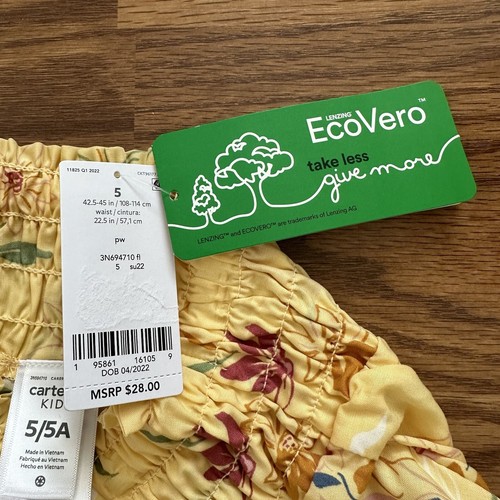 11825 Q1 2022
5
42.5-45 in / 108-114 cm
waist / cintura:
22.5 in / 57,1 cm
pw
3N694710 fl
5 su22
1 95861 16105 9
DOB 04/2022
MSRP $28.00
LENZING
EcoVero™
take less
give more
LENZING™ and ECOVERO™ are trademarks of Lenzing AG
carte
KID
5/5A
Made in Vietnam
Fabriqué au Vietnam
Hecho en Vietnam